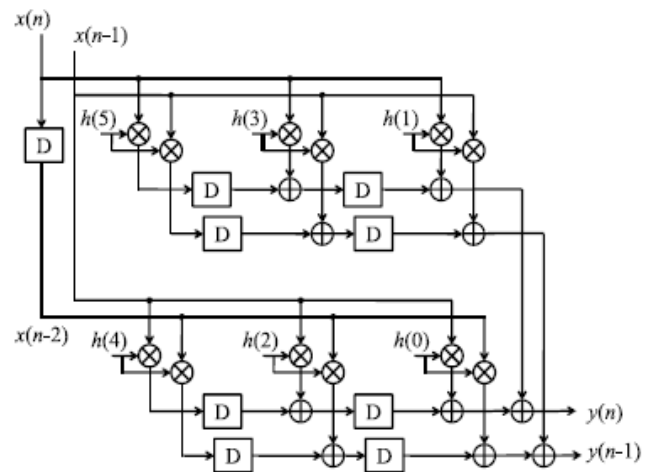 x(n) x(n-1)
h(5) h(3) h(1)
D
D D
D D
x(n-2) h(4) h(2) h(0)
D D y(n)
D D y(n-1)